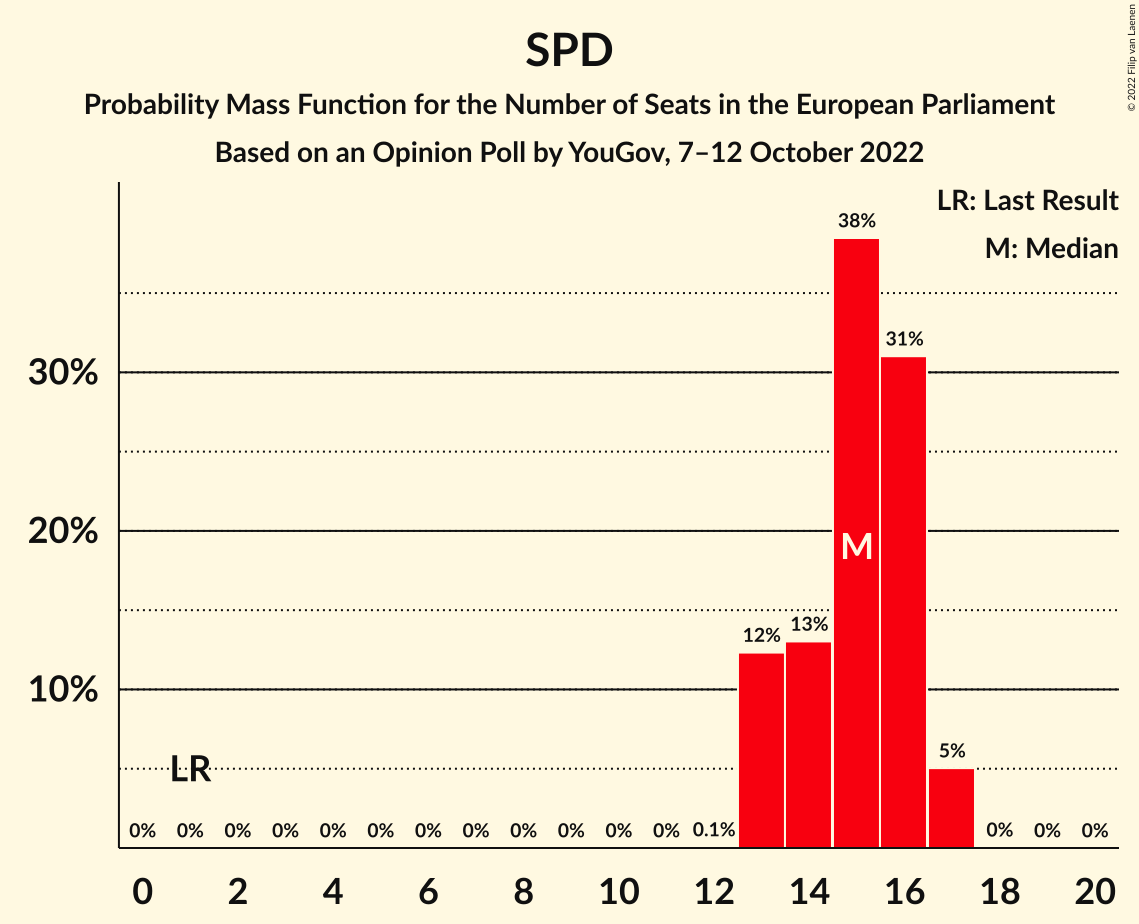 SPD
Probability Mass Function for the Number of Seats in the European Parliament
Based on an Opinion Poll by YouGov, 7–12 October 2022
© 2022 Filip van Laenen
LR: Last Result
M: Median
38%
31%
30%
20%
M
13%
12%
10%
5%
LR
0% 0% 0% 0% 0% 0% 0% 0% 0% 0% 0% 0% 0.1% 0% 0% 0%
0 2 4 6 8 10 12 14 16 18 20